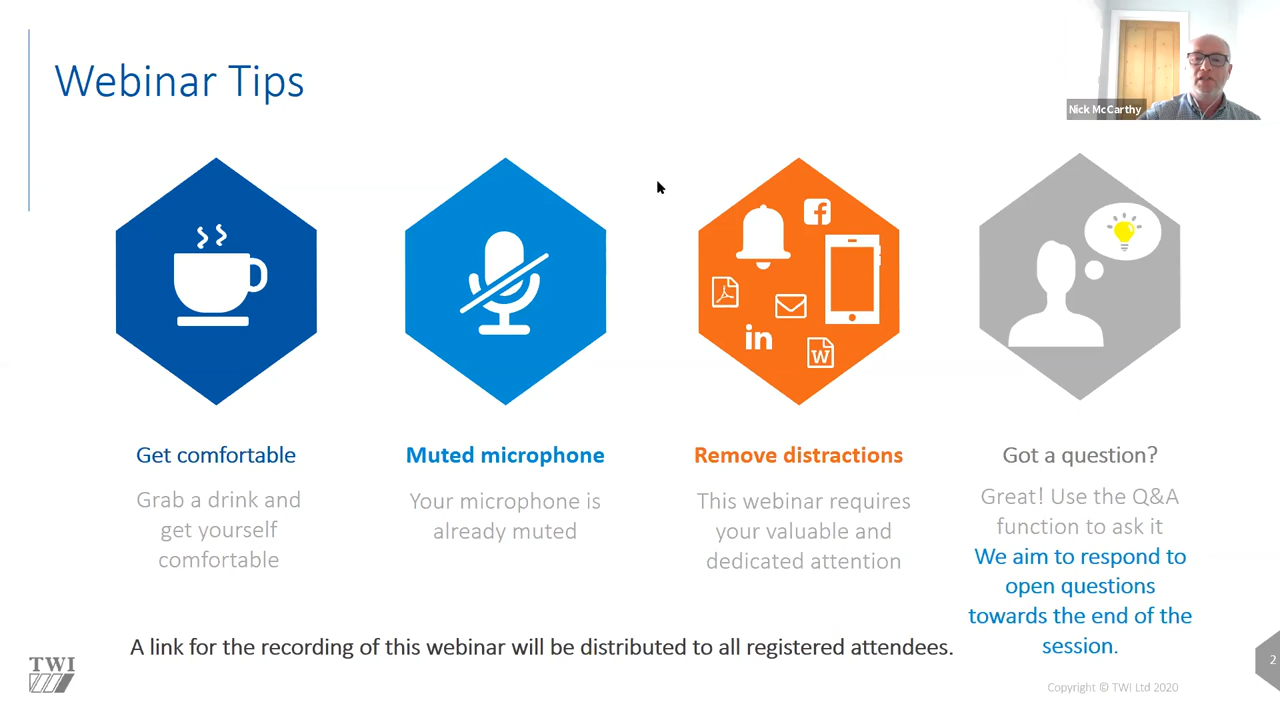 Webinar Tips
Nick McCarthy
in
W
Get comfortable
Grab a drink and
get yourself
comfortable
Muted microphone
Your microphone is
already muted
Remove distractions
This webinar requires
your valuable and
dedicated attention
Got a question?
Great! Use the Q&A
function to ask it
We aim to respond to
open questions
towards the end of the
session.
A link for the recording of this webinar will be distributed to all registered attendees.
TWI
Copyright © TWI Ltd 2020
2